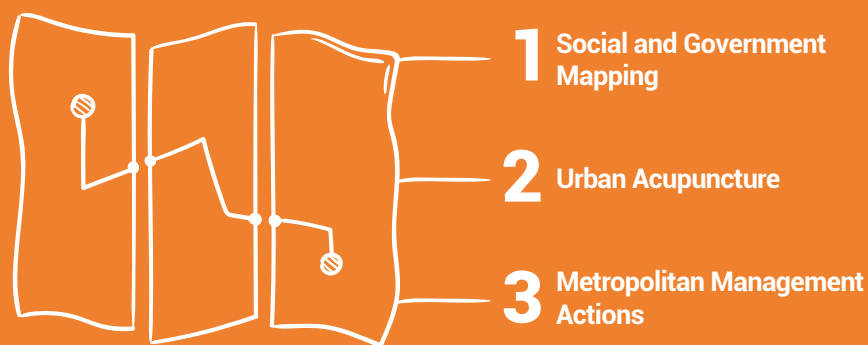 1 Social and Government
Mapping
2 Urban Acupuncture
3 Metropolitan Management
Actions